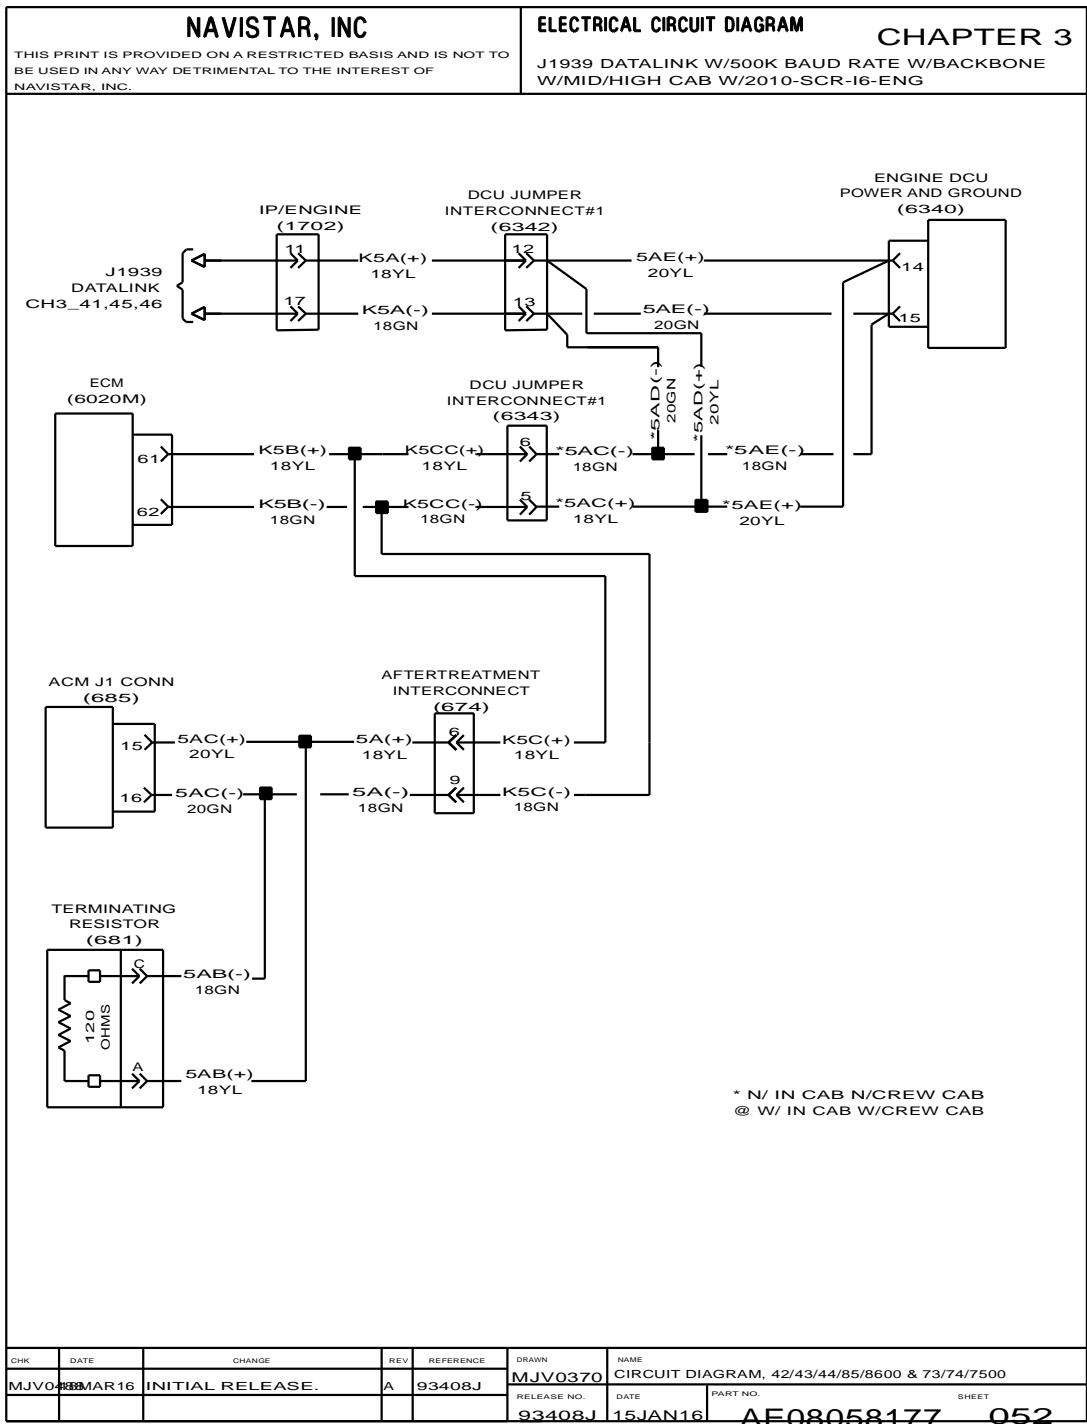 NAVISTAR, INC
THIS PRINT IS PROVIDED ON A RESTRICTED BASIS AND IS NOT TO
BE USED IN ANY WAY DETRIMENTAL TO THE INTEREST OF
NAVISTAR, INC.
ELECTRICAL CIRCUIT DIAGRAM
CHAPTER 3
J1939 DATALINK W/500K BAUD RATE W/BACKBONE
W/MID/HIGH CAB W/2010-SCR-I6-ENG
ENGINE DCU
POWER AND GROUND
(6340)
14
15
DCU JUMPER
INTERCONNECT#1
(6342)
12
13
IP/ENGINE
(1702)
11
17
J1939
DATALINK
CH3_41,45,46
K5A(+)
18YL
K5A(-)
18GN
5AE(+)
20YL
5AE(-)
20GN
*5AD(-)
20GN
*5AD(+)
20YL
ECM
(6020M)
61
62
K5B(+)
18YL
K5B(-)
18GN
K5CC(+)
18YL
K5CC(-)
18GN
DCU JUMPER
INTERCONNECT#1
(6343)
6
5
*5AC(-)
18GN
*5AC(+)
18YL
*5AE(-)
18GN
*5AE(+)
20YL
ACM J1 CONN
(685)
15
16
5AC(+)
20YL
5AC(-)
20GN
5A(+)
18YL
5A(-)
18GN
AFTERTREATMENT
INTERCONNECT
(674)
6
9
K5C(+)
18YL
K5C(-)
18GN
TERMINATING
RESISTOR
(681)
C
A
120
OHMS
5AB(-)
18GN
5AB(+)
18YL
* N/ IN CAB N/CREW CAB
@ W/ IN CAB W/CREW CAB
CHK DATE CHANGE REV REFERENCE
INITIAL RELEASE. A 93408J
DRAWN
MJV0370
NAME
CIRCUIT DIAGRAM, 42/43/44/85/8600 & 73/74/7500
RELEASE NO.
93408J
DATE
15JAN16
PART NO.
AE08058177
SHEET
052